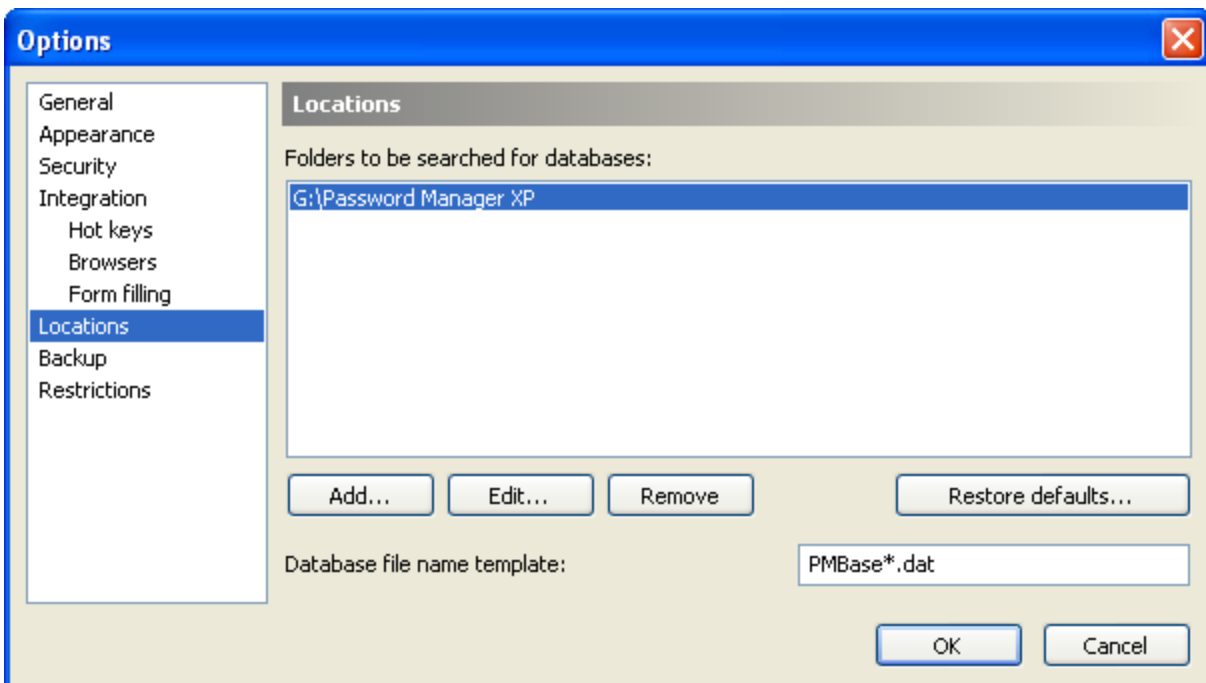 Options
General
Appearance
Security
Integration
Hot keys
Browsers
Form filling
Locations
Backup
Restrictions
Locations
Folders to be searched for databases:
G:\Password Manager XP
Add... Edit... Remove Restore defaults...
Database file name template: PMBase*.dat
OK Cancel